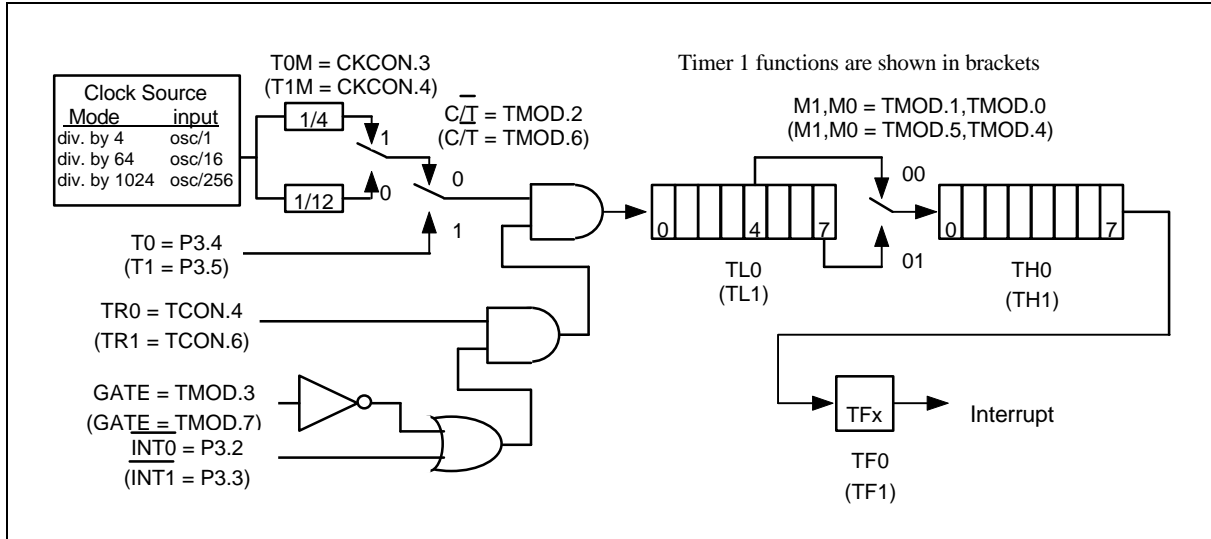 T0M = CKCON.3
(T1M = CKCON.4)
Timer 1 functions are shown in brackets
Clock Source
Mode input
div. by 4 osc/1
div. by 64 osc/16
div. by 1024 osc/256
1/4
1/12
1
0
C/T̅ = TMOD.2
(C/T̅ = TMOD.6)
0
1
M1,M0 = TMOD.1,TMOD.0
(M1,M0 = TMOD.5,TMOD.4)
T0 = P3.4
(T1 = P3.5)
0 4 7
TL0
(TL1)
00
01
0 7
TH0
(TH1)
TR0 = TCON.4
(TR1 = TCON.6)
GATE = TMOD.3
(GATE = TMOD.7)
I̅N̅T̅0̅ = P3.2
(I̅N̅T̅1̅ = P3.3)
TFx
Interrupt
TF0
(TF1)